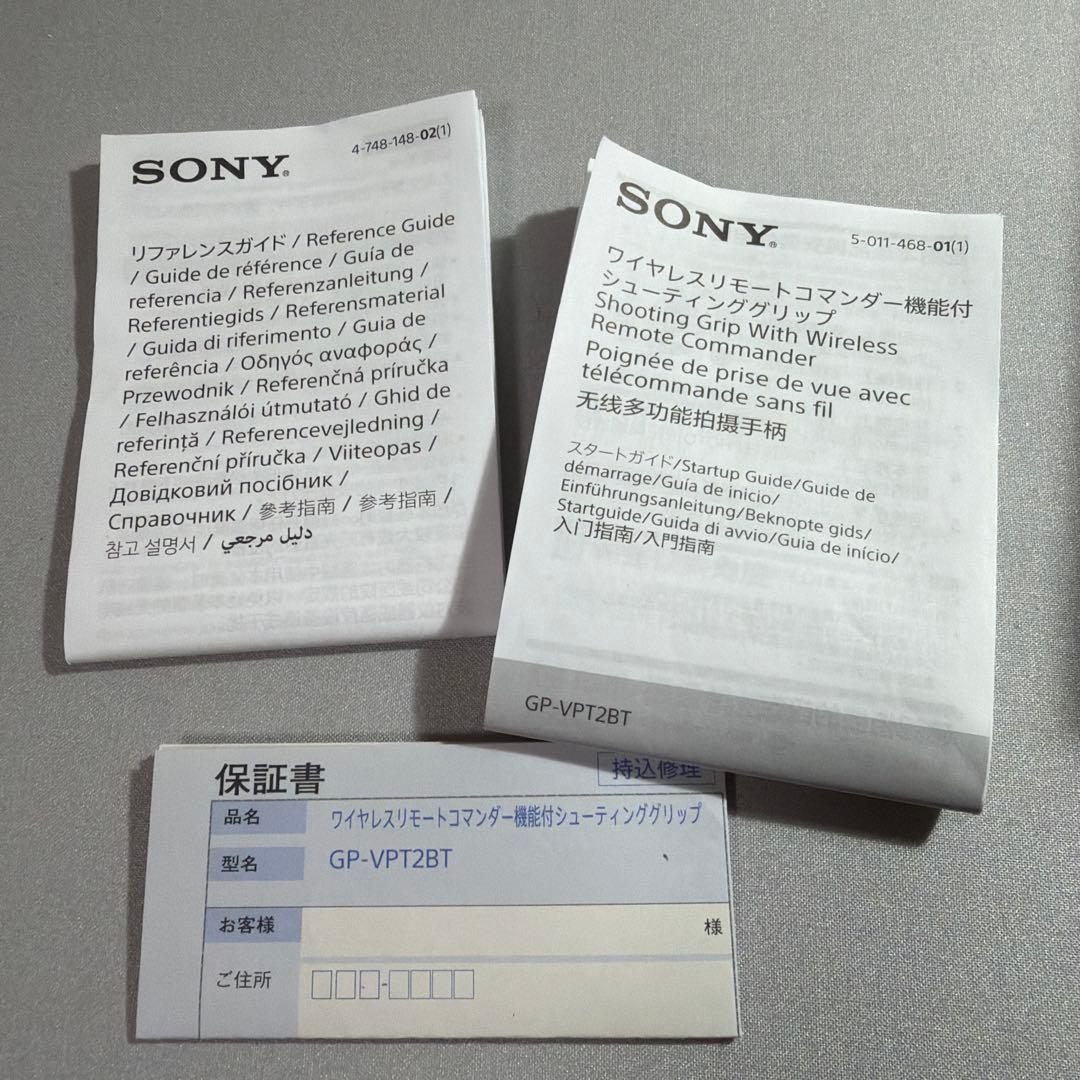 SONY®
4-748-148-02(1)
リファレンスガイド / Reference Guide
/ Guide de référence / Guía de
referencia / Referenzanleitung /
Referentiegids / Referensmaterial
/ Guida di riferimento / Guia de
referência / Οδηγός αναφοράς /
Przewodnik / Referenčná príručka
/ Felhasználói útmutató / Ghid de
referință / Referencevejledning /
Referenční příručka / Viiteopas /
Довідковий посібник /
Справочник / 參考指南 / 参考指南 /
참고 설명서 / دليل مرجعي
SONY®
5-011-468-01(1)
ワイヤレスリモートコマンダー機能付
シューティンググリップ
Shooting Grip With Wireless
Remote Commander
Poignée de prise de vue avec
télécommande sans fil
无线多功能拍摄手柄
スタートガイド/Startup Guide/Guide de
démarrage/Guía de inicio/
Einführungsanleitung/Beknopte gids/
Startguide/Guida di avvio/Guia de início/
入门指南/入門指南
GP-VPT2BT
保証書
持込修理
品名 ワイヤレスリモートコマンダー機能付シューティンググリップ
型名 GP-VPT2BT
お客様 様
ご住所